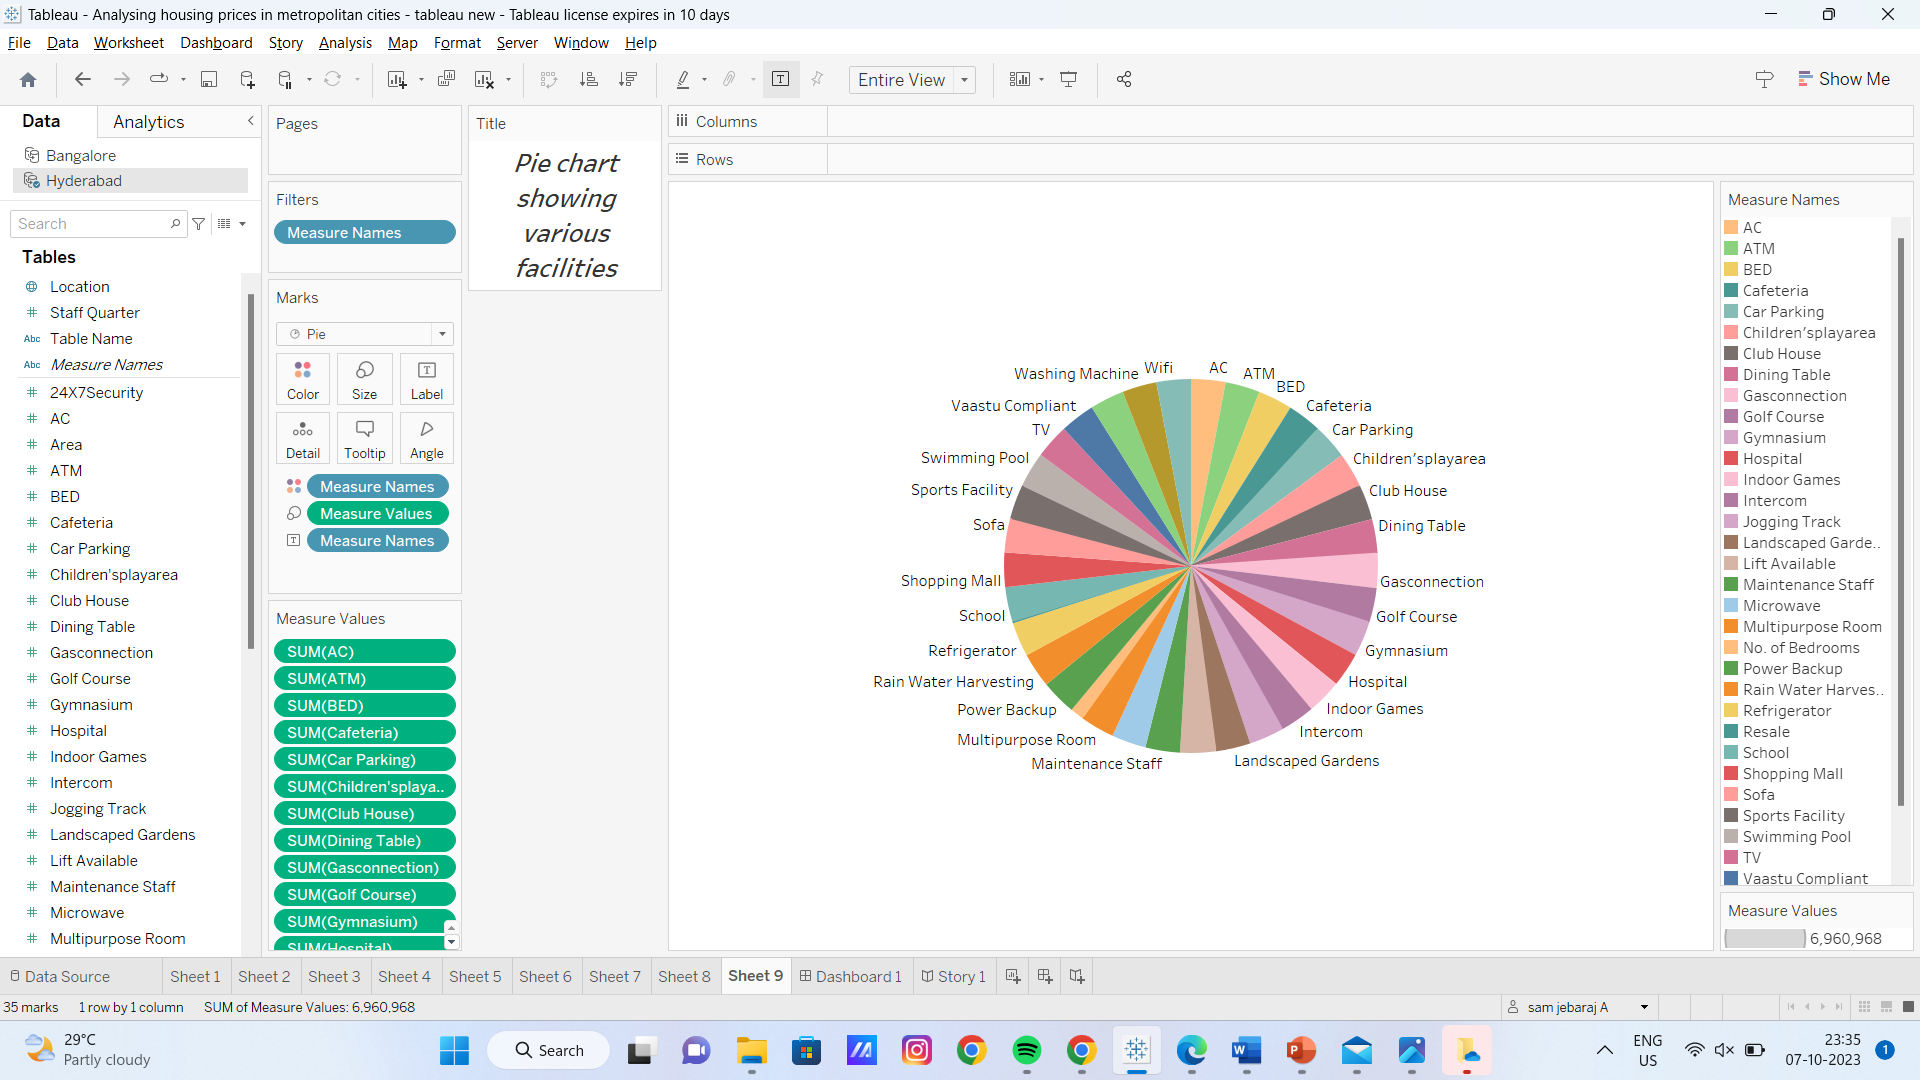 Tableau - Analysing housing prices in metropolitan cities - tableau new - Tableau license expires in 10 days
File Data Worksheet Dashboard Story Analysis Map Format Server Window Help
Entire View
Show Me
Data Analytics
Bangalore
Hyderabad
Search
Tables
Location
Staff Quarter
Abc Table Name
Abc Measure Names
24X7Security
AC
Area
ATM
BED
Cafeteria
Car Parking
Children'splayarea
Club House
Dining Table
Gasconnection
Golf Course
Gymnasium
Hospital
Indoor Games
Intercom
Jogging Track
Landscaped Gardens
Lift Available
Maintenance Staff
Microwave
Multipurpose Room
Pages
Filters
Measure Names
Marks
Pie
Color Size Label
Detail Tooltip Angle
Measure Names
Measure Values
Measure Names
Measure Values
SUM(AC)
SUM(ATM)
SUM(BED)
SUM(Cafeteria)
SUM(Car Parking)
SUM(Children'splaya..
SUM(Club House)
SUM(Dining Table)
SUM(Gasconnection)
SUM(Golf Course)
SUM(Gymnasium)
SUM(Hospital)
Title
Pie chart
showing
various
facilities
Columns
Rows
Wifi
AC
ATM
BED
Cafeteria
Car Parking
Children'splayarea
Club House
Dining Table
Gasconnection
Golf Course
Gymnasium
Hospital
Indoor Games
Intercom
Landscaped Gardens
Maintenance Staff
Multipurpose Room
Power Backup
Rain Water Harvesting
Refrigerator
School
Shopping Mall
Sofa
Sports Facility
Swimming Pool
TV
Vaastu Compliant
Washing Machine
Measure Names
AC
ATM
BED
Cafeteria
Car Parking
Children'splayarea
Club House
Dining Table
Gasconnection
Golf Course
Gymnasium
Hospital
Indoor Games
Intercom
Jogging Track
Landscaped Garde..
Lift Available
Maintenance Staff
Microwave
Multipurpose Room
No. of Bedrooms
Power Backup
Rain Water Harves..
Refrigerator
Resale
School
Shopping Mall
Sofa
Sports Facility
Swimming Pool
TV
Vaastu Compliant
Measure Values
6,960,968
Data Source Sheet 1 Sheet 2 Sheet 3 Sheet 4 Sheet 5 Sheet 6 Sheet 7 Sheet 8 Sheet 9 Dashboard 1 Story 1
35 marks 1 row by 1 column SUM of Measure Values: 6,960,968
sam jebaraj A
29°C
Partly cloudy
Search
ENG
US
23:35
07-10-2023
1